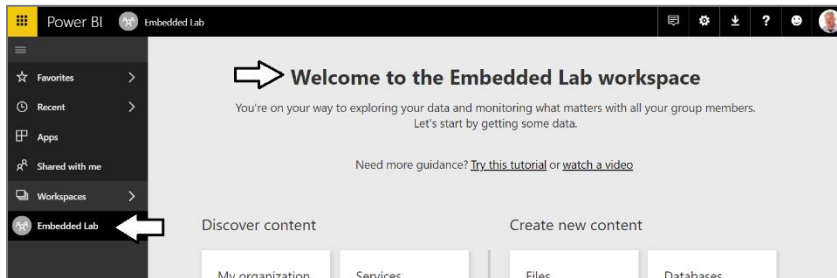 Power BI Embedded Lab ?
Favorites
Recent
Apps
Shared with me
Workspaces
Embedded Lab
Welcome to the Embedded Lab workspace
You're on your way to exploring your data and monitoring what matters with all your group members.
Let's start by getting some data.
Need more guidance? Try this tutorial or watch a video
Discover content
Create new content
My organization
Services
Files
Databases